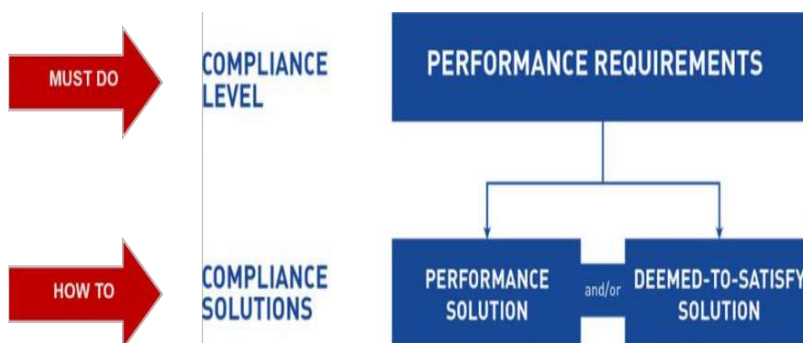 MUST DO
COMPLIANCE
LEVEL
PERFORMANCE REQUIREMENTS
HOW TO
COMPLIANCE
SOLUTIONS
PERFORMANCE
SOLUTION
and/or
DEEMED-TO-SATISFY
SOLUTION